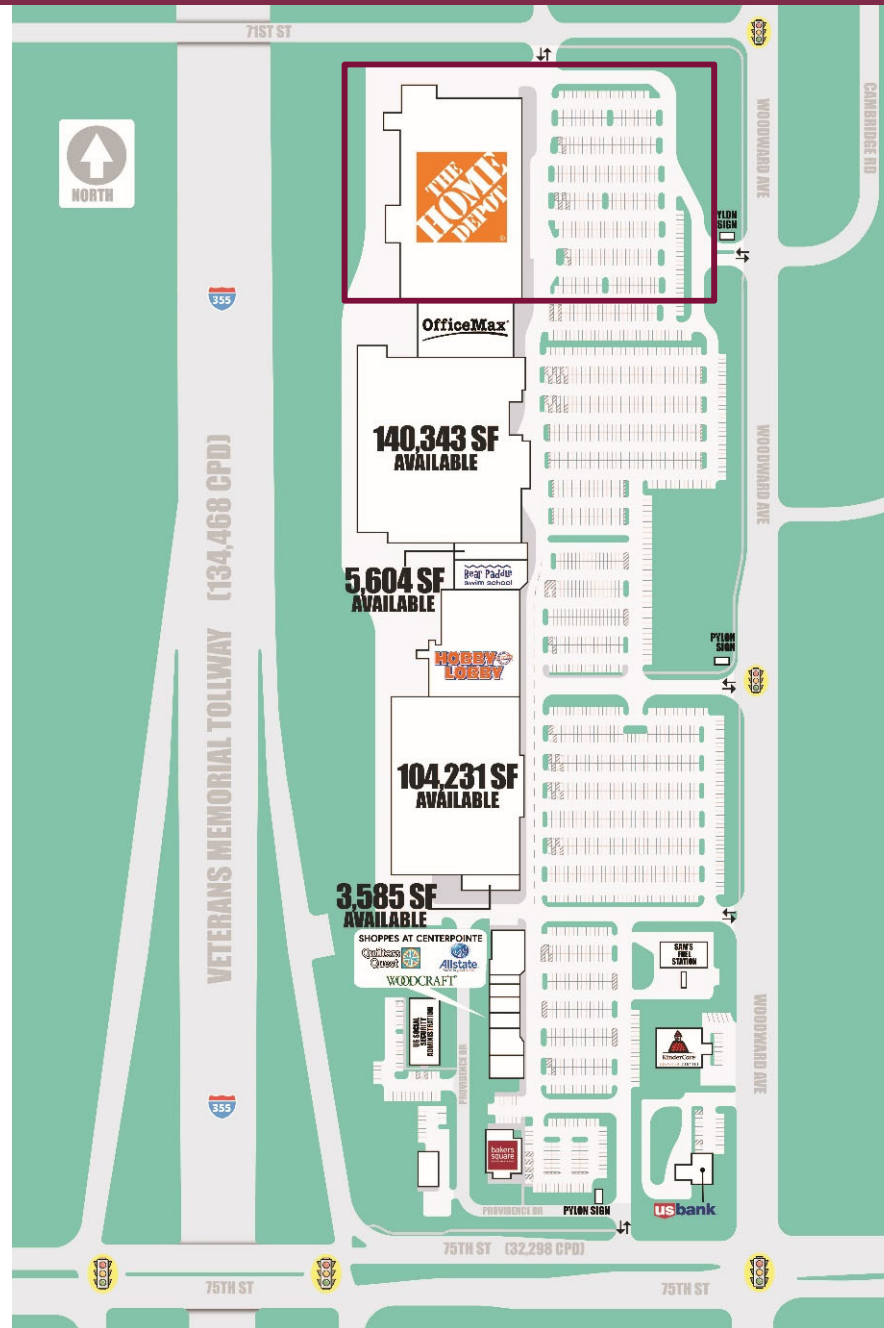 71ST ST
NORTH
WOODWARD AVE
CAMBRIDGE RD
THE
HOME
DEPOT
PYLON
SIGN
355
OfficeMax
140,343 SF
AVAILABLE
WOODWARD AVE
VETERANS MEMORIAL TOLLWAY (134,468 CPD)
5,604 SF
AVAILABLE
Bear Paddle
swim school
HOBBY
LOBBY
PYLON
SIGN
104,231 SF
AVAILABLE
3,585 SF
AVAILABLE
SHOPPES AT CENTERPOINTE
Quilters
Quest
Allstate
WOODCRAFT
SAM'S
FUEL
STATION
US SOCIAL
SECURITY
ADMINISTRATION
PROVIDENCE DR
KinderCare
WOODWARD AVE
355
bakers
square
PROVIDENCE DR
PYLON SIGN
usbank
75TH ST (32,298 CPD)
75TH ST
75TH ST